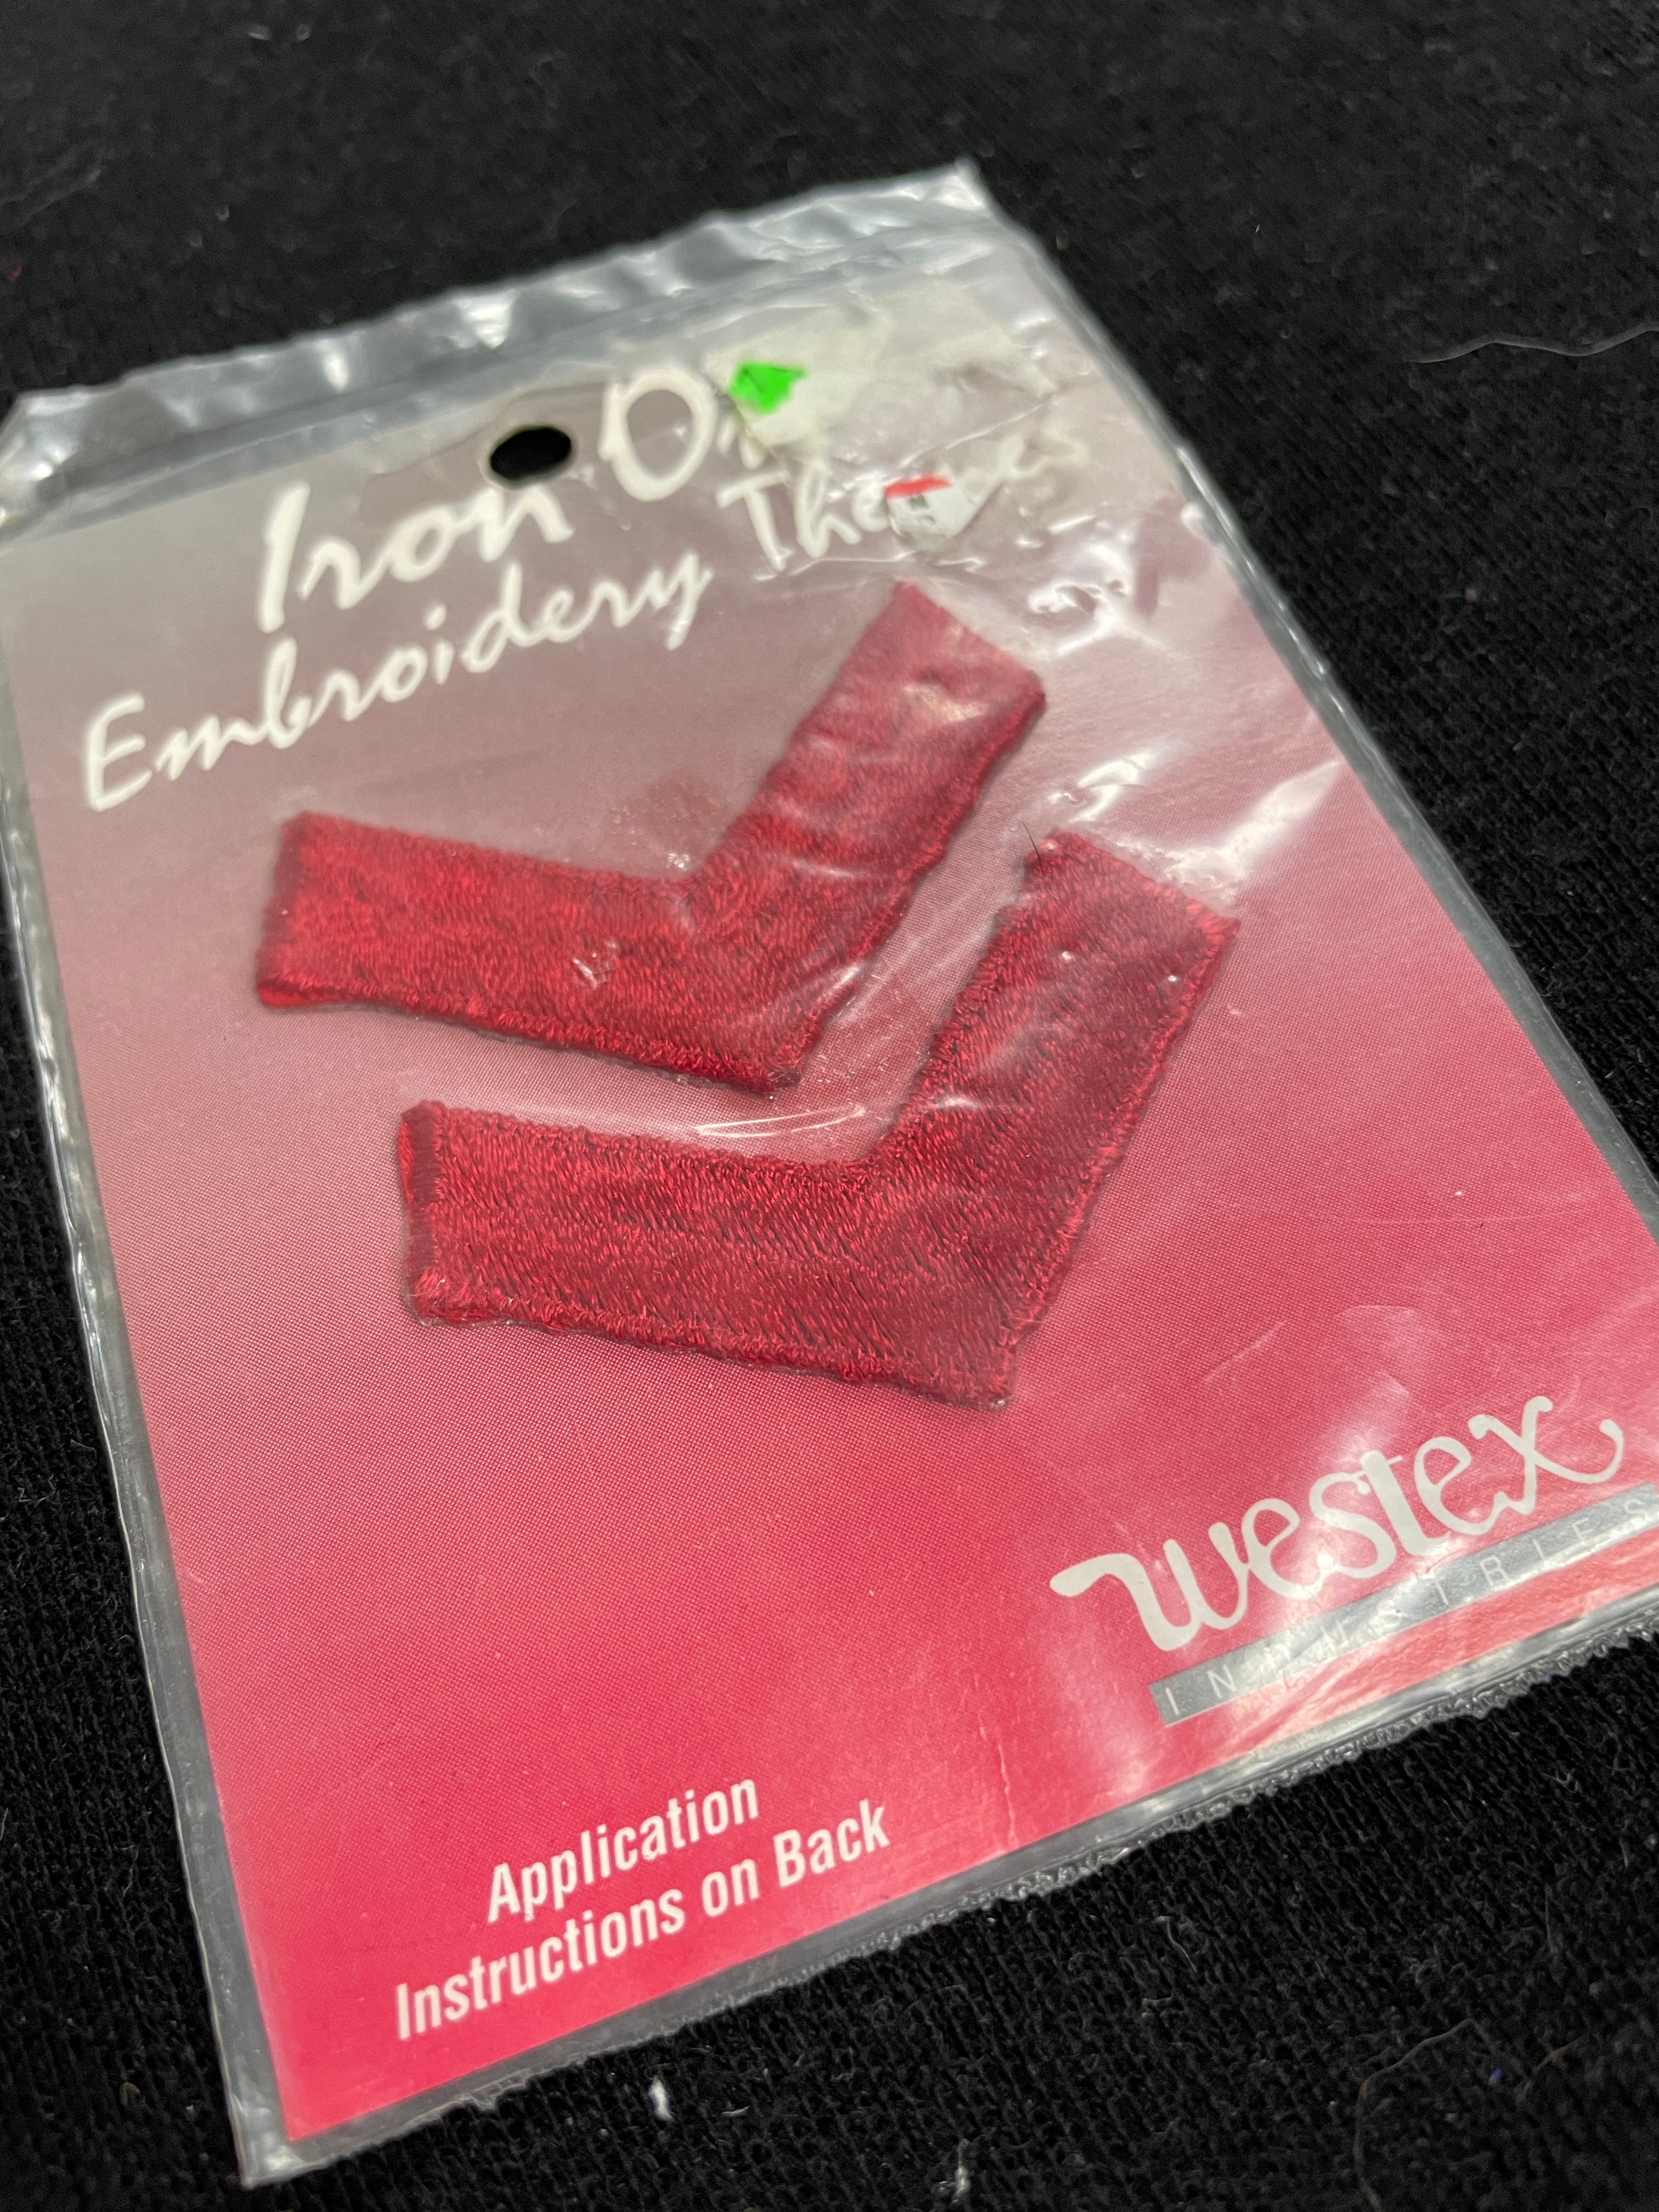 Iron On
Embroidery Themes
westex
INDUSTRIES
Application
Instructions on Back